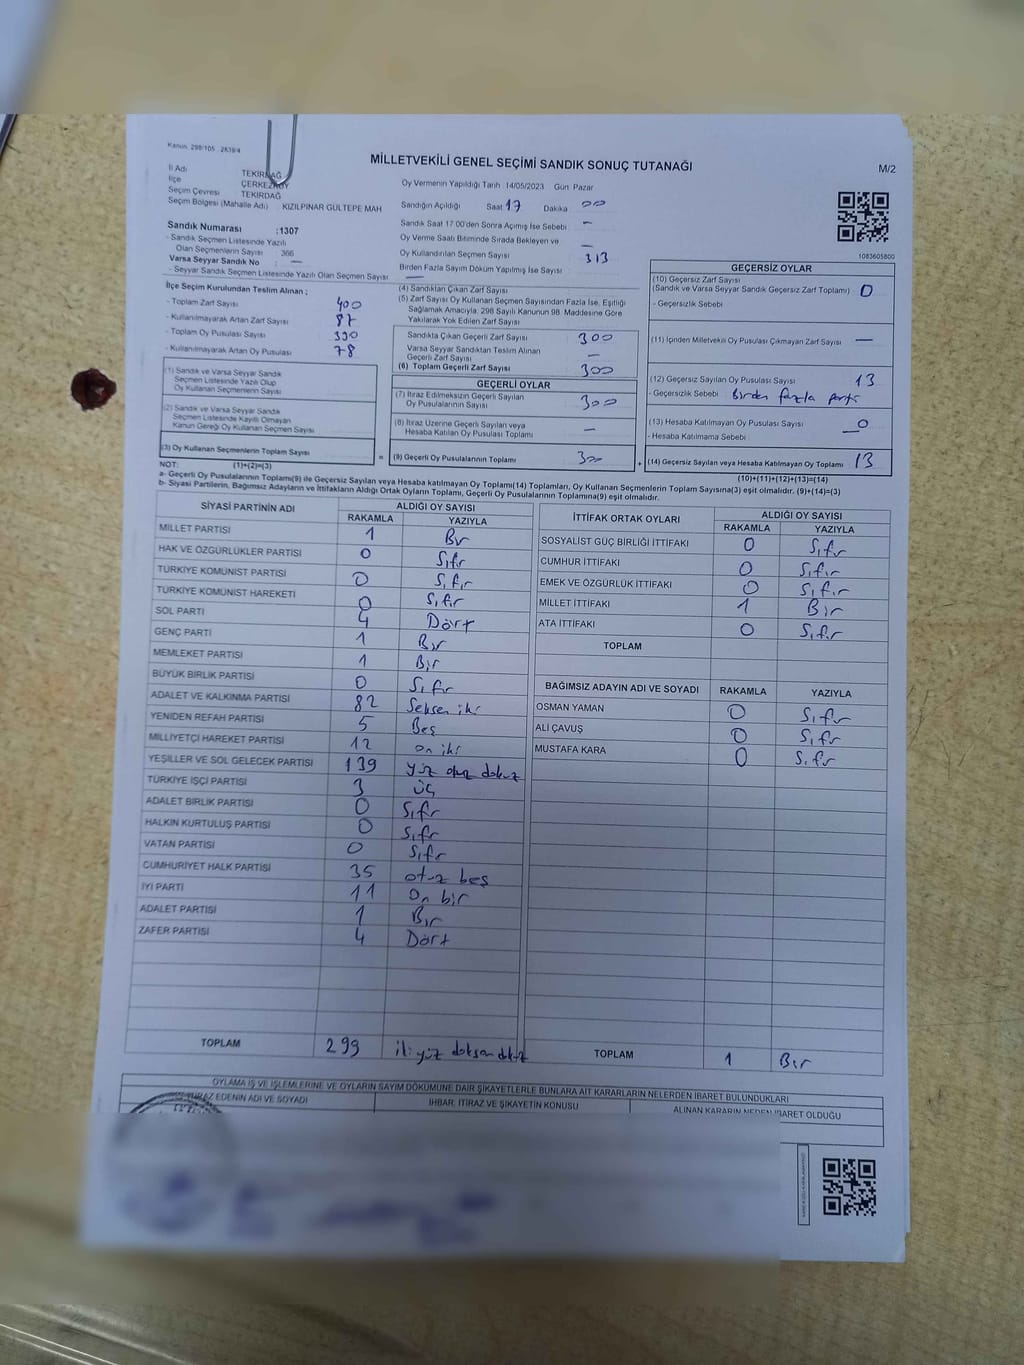 Kanun: 298/105 2839/4
MİLLETVEKİLİ GENEL SEÇİMİ SANDIK SONUÇ TUTANAĞI
M/2
İl Adı TEKİRDAĞ
İlçe ÇERKEZKÖY
Seçim Çevresi TEKİRDAĞ
Seçim Bölgesi (Mahalle Adı) KIZILPINAR GÜLTEPE MAH
Sandık Numarası :1307
- Sandık Seçmen Listesinde Yazılı
Olan Seçmenlerin Sayısı 366
Varsa Seyyar Sandık No : —
- Seyyar Sandık Seçmen Listesinde Yazılı Olan Seçmen Sayısı
Oy Vermenin Yapıldığı Tarih 14/05/2023 Gün: Pazar
Sandığın Açıldığı Saat 17 Dakika 00
Sandık Saat 17:00'den Sonra Açılmış İse Sebebi –
Oy Verme Saati Bitiminde Sırada Bekleyen ve
Oy Kullandırılan Seçmen Sayısı –
313
Birden Fazla Sayım Döküm Yapılmış İse Sayısı —
1083605800
İlçe Seçim Kurulundan Teslim Alınan ;
- Toplam Zarf Sayısı 400
- Kullanılmayarak Artan Zarf Sayısı 87
- Toplam Oy Pusulası Sayısı 390
- Kullanılmayarak Artan Oy Pusulası 78
(1) Sandık ve Varsa Seyyar Sandık
Seçmen Listesinde Yazılı Olup
Oy Kullanan Seçmenlerin Sayısı
(2) Sandık ve Varsa Seyyar Sandık
Seçmen Listesinde Kayıtlı Olmayan
Kanun Gereği Oy Kullanan Seçmen Sayısı
(3) Oy Kullanan Seçmenlerin Toplam Sayısı
(1)+(2)=(3)
(4) Sandıktan Çıkan Zarf Sayısı
(5) Zarf Sayısı Oy Kullanan Seçmen Sayısından Fazla İse, Eşitliği
Sağlamak Amacıyla, 298 Sayılı Kanunun 98. Maddesine Göre
Yakılarak Yok Edilen Zarf Sayısı
Sandıkta Çıkan Geçerli Zarf Sayısı 300
Varsa Seyyar Sandıktan Teslim Alınan
Geçerli Zarf Sayısı –
(6) Toplam Geçerli Zarf Sayısı 300
GEÇERLİ OYLAR
(7) İtiraz Edilmeksizin Geçerli Sayılan
Oy Pusulalarının Sayısı 300
(8) İtiraz Üzerine Geçerli Sayılan veya
Hesaba Katılan Oy Pusulası Toplamı –
= (9) Geçerli Oy Pusulalarının Toplamı 300 +
GEÇERSİZ OYLAR
(10) Geçersiz Zarf Sayısı
(Sandık ve Varsa Seyyar Sandık Geçersiz Zarf Toplamı) 0
- Geçersizlik Sebebi
(11) İçinden Milletvekili Oy Pusulası Çıkmayan Zarf Sayısı —
(12) Geçersiz Sayılan Oy Pusulası Sayısı 13
- Geçersizlik Sebebi Birden fazla parti
(13) Hesaba Katılmayan Oy Pusulası Sayısı 0
- Hesaba Katılmama Sebebi
(14) Geçersiz Sayılan veya Hesaba Katılmayan Oy Toplamı 13
(10)+(11)+(12)+(13)=(14)
NOT:
a- Geçerli Oy Pusulalarının Toplamı(9) ile Geçersiz Sayılan veya Hesaba katılmayan Oy Toplamı(14) Toplamları, Oy Kullanan Seçmenlerin Toplam Sayısına(3) eşit olmalıdır. (9)+(14)=(3)
b- Siyasi Partilerin, Bağımsız Adayların ve İttifakların Aldığı Ortak Oyların Toplamı, Geçerli Oy Pusulalarının Toplamına(9) eşit olmalıdır.
SİYASİ PARTİNİN ADI ALDIĞI OY SAYISI
RAKAMLA YAZIYLA
MİLLET PARTİSİ 1 Bir
HAK VE ÖZGÜRLÜKLER PARTİSİ 0 Sıfır
TÜRKİYE KOMÜNİST PARTİSİ 0 Sıfır
TÜRKİYE KOMÜNİST HAREKETİ 0 Sıfır
SOL PARTİ 4 Dört
GENÇ PARTİ 1 Bir
MEMLEKET PARTİSİ 1 Bir
BÜYÜK BİRLİK PARTİSİ 0 Sıfır
ADALET VE KALKINMA PARTİSİ 82 Seksen iki
YENİDEN REFAH PARTİSİ 5 Beş
MİLLİYETÇİ HAREKET PARTİSİ 12 on iki
YEŞİLLER VE SOL GELECEK PARTİSİ 139 yüz otuz dokuz
TÜRKİYE İŞÇİ PARTİSİ 3 üç
ADALET BİRLİK PARTİSİ 0 Sıfır
HALKIN KURTULUŞ PARTİSİ 0 Sıfır
VATAN PARTİSİ 0 Sıfır
CUMHURİYET HALK PARTİSİ 35 otuz beş
İYİ PARTİ 11 On bir
ADALET PARTİSİ 1 Bir
ZAFER PARTİSİ 4 Dört
TOPLAM 299 iki yüz doksan dokuz
İTTİFAK ORTAK OYLARI ALDIĞI OY SAYISI
RAKAMLA YAZIYLA
SOSYALİST GÜÇ BİRLİĞİ İTTİFAKI 0 Sıfır
CUMHUR İTTİFAKI 0 Sıfır
EMEK VE ÖZGÜRLÜK İTTİFAKI 0 Sıfır
MİLLET İTTİFAKI 1 Bir
ATA İTTİFAKI 0 Sıfır
TOPLAM
BAĞIMSIZ ADAYIN ADI VE SOYADI RAKAMLA YAZIYLA
OSMAN YAMAN 0 Sıfır
ALİ ÇAVUŞ 0 Sıfır
MUSTAFA KARA 0 Sıfır
TOPLAM 1 Bir
OYLAMA İŞ VE İŞLEMLERİNE VE OYLARIN SAYIM DÖKÜMÜNE DAİR ŞİKAYETLERLE BUNLARA AİT KARARLARIN NELERDEN İBARET BULUNDUKLARI
EDENİN ADI VE SOYADI
İHBAR, İTİRAZ VE ŞİKAYETİN KONUSU
ALINAN KARARIN NEDEN İBARET OLDUĞU